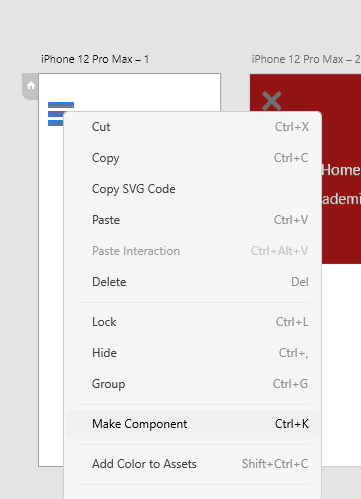 iPhone 12 Pro Max – 1
iPhone 12 Pro Max – 2
Home
ademi
Cut Ctrl+X
Copy Ctrl+C
Copy SVG Code
Paste Ctrl+V
Paste Interaction Ctrl+Alt+V
Delete Del
Lock Ctrl+L
Hide Ctrl+,
Group Ctrl+G
Make Component Ctrl+K
Add Color to Assets Shift+Ctrl+C